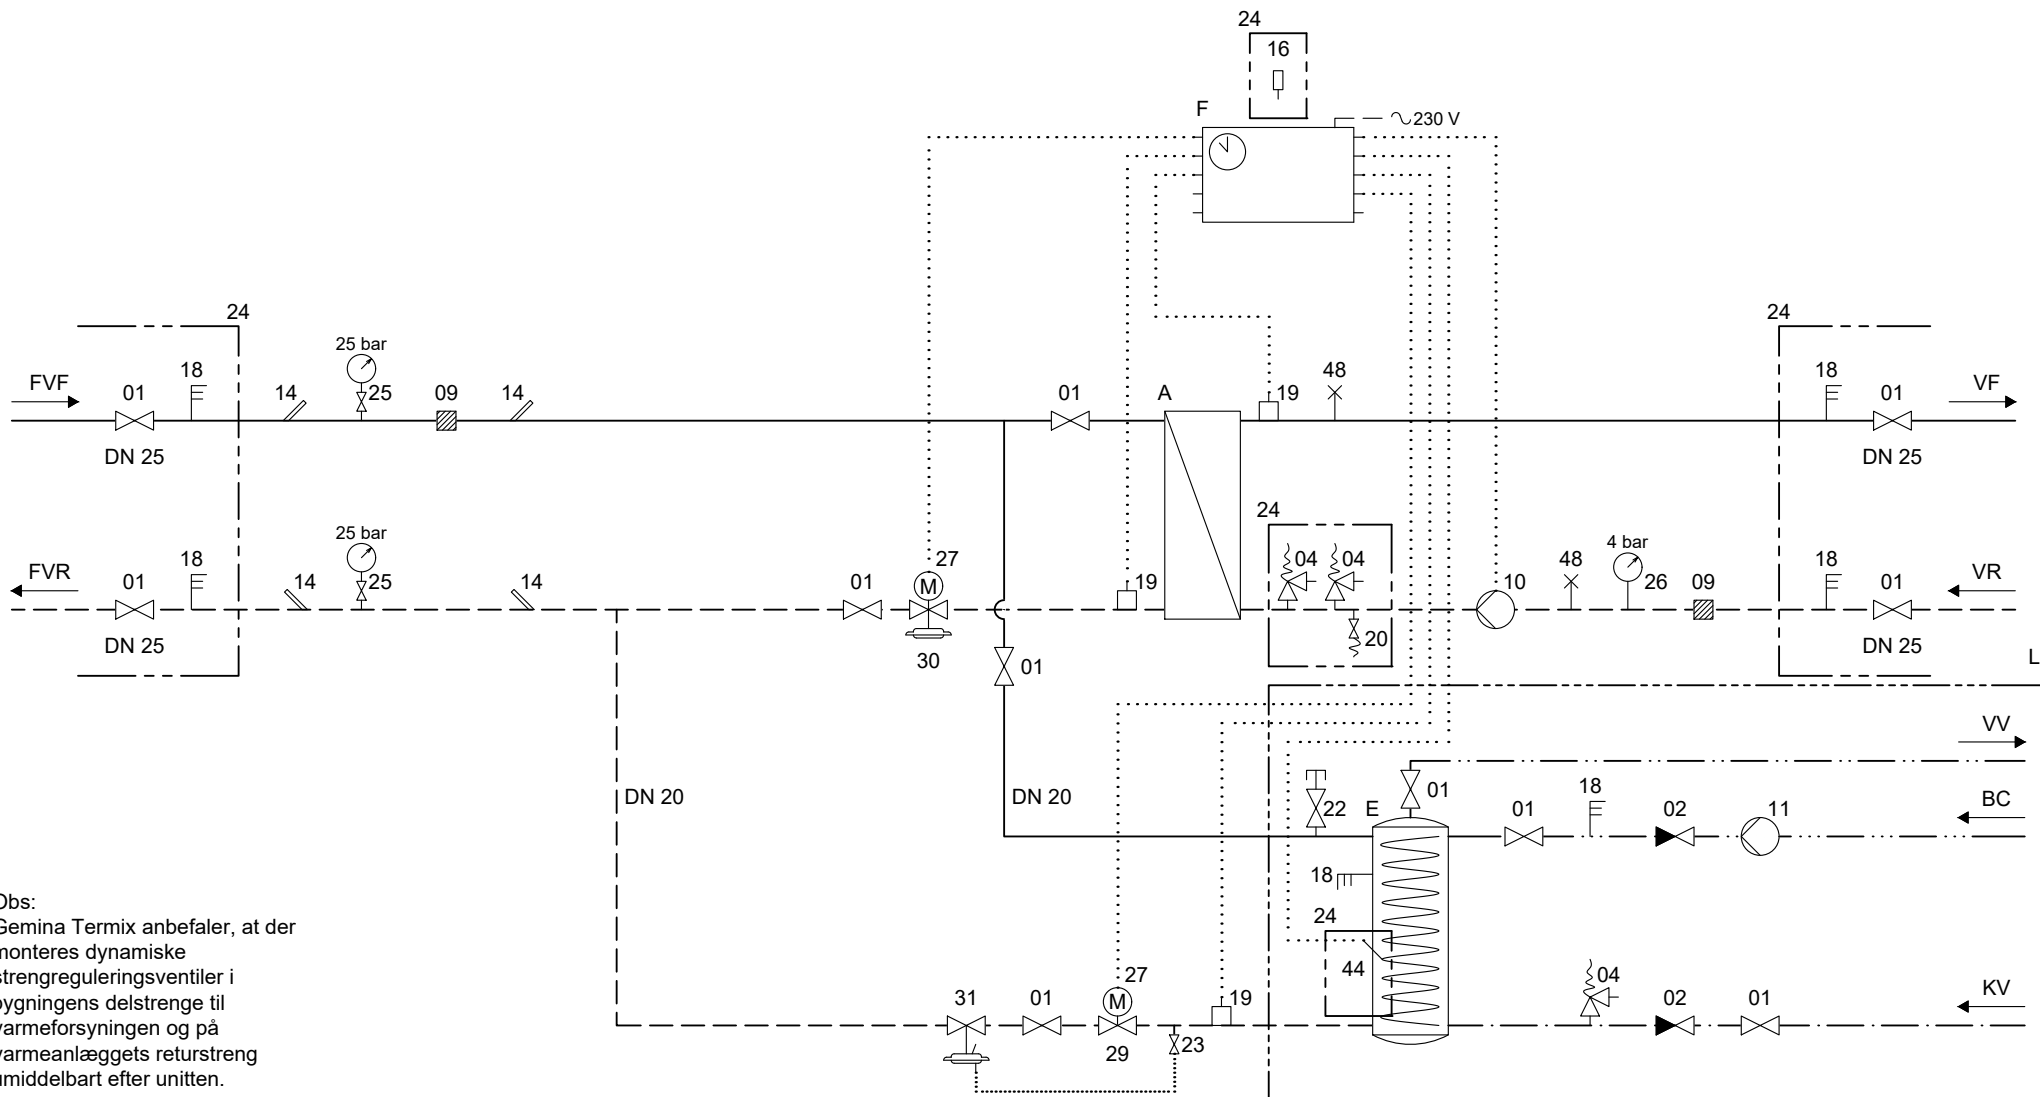 24
16
F
230 V
24
24
25 bar
FVF
01
18
14
25
09
14
01
A
19
48
18
01
VF
DN 25
DN 25
24
25 bar
FVR
01
18
14
25
14
01
27
M
30
19
04
04
20
10
48
4 bar
26
09
18
01
VR
DN 25
DN 25
01
L
VV
DN 20
DN 20
22
01
E
01
18
02
11
BC
18
24
44
Obs:
Gemina Termix anbefaler, at der
monteres dynamiske
strengreguleringsventiler i
bygningens delstrenge til
varmeforsyningen og på
varmeanlæggets returstreng
umiddelbart efter unitten.
31
01
27
M
29
23
19
04
02
01
KV